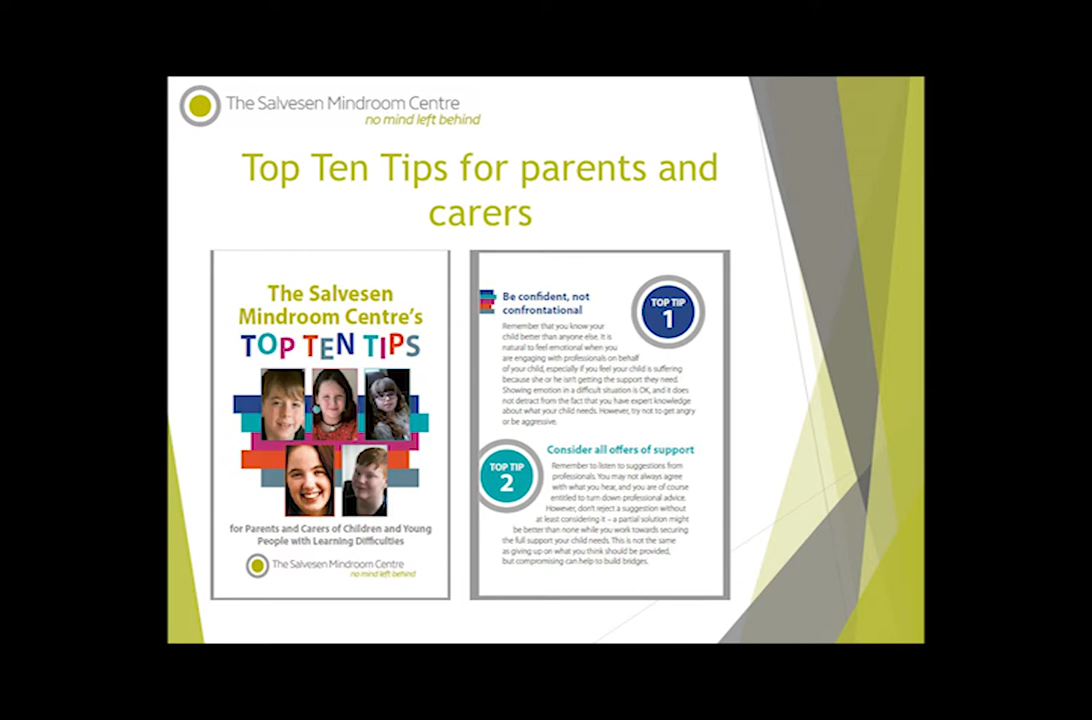 The Salvesen Mindroom Centre
no mind left behind
Top Ten Tips for parents and
carers
The Salvesen
Mindroom Centre's
TOP TEN TIPS
for Parents and Carers of Children and Young
People with Learning Difficulties
The Salvesen Mindroom Centre
no mind left behind
Be confident, not
confrontational
TOP TIP
1
Remember that you know your
child better than anyone else. It is
natural to feel emotional when you
are engaging with professionals on behalf
of your child, especially if you feel your child is suffering
because she or he isn't getting the support they need.
Showing emotion in a difficult situation is OK, and it does
not detract from the fact that you have expert knowledge
about what your child needs. However, try not to get angry
or be aggressive.
Consider all offers of support
TOP TIP
2
Remember to listen to suggestions from
professionals. You may not always agree
with what you hear, and you are of course
entitled to turn down professional advice.
However, don't reject a suggestion without
at least considering it – a partial solution might
be better than none while you work towards securing
the full support your child needs. This is not the same
as giving up on what you think should be provided,
but compromising can help to build bridges.